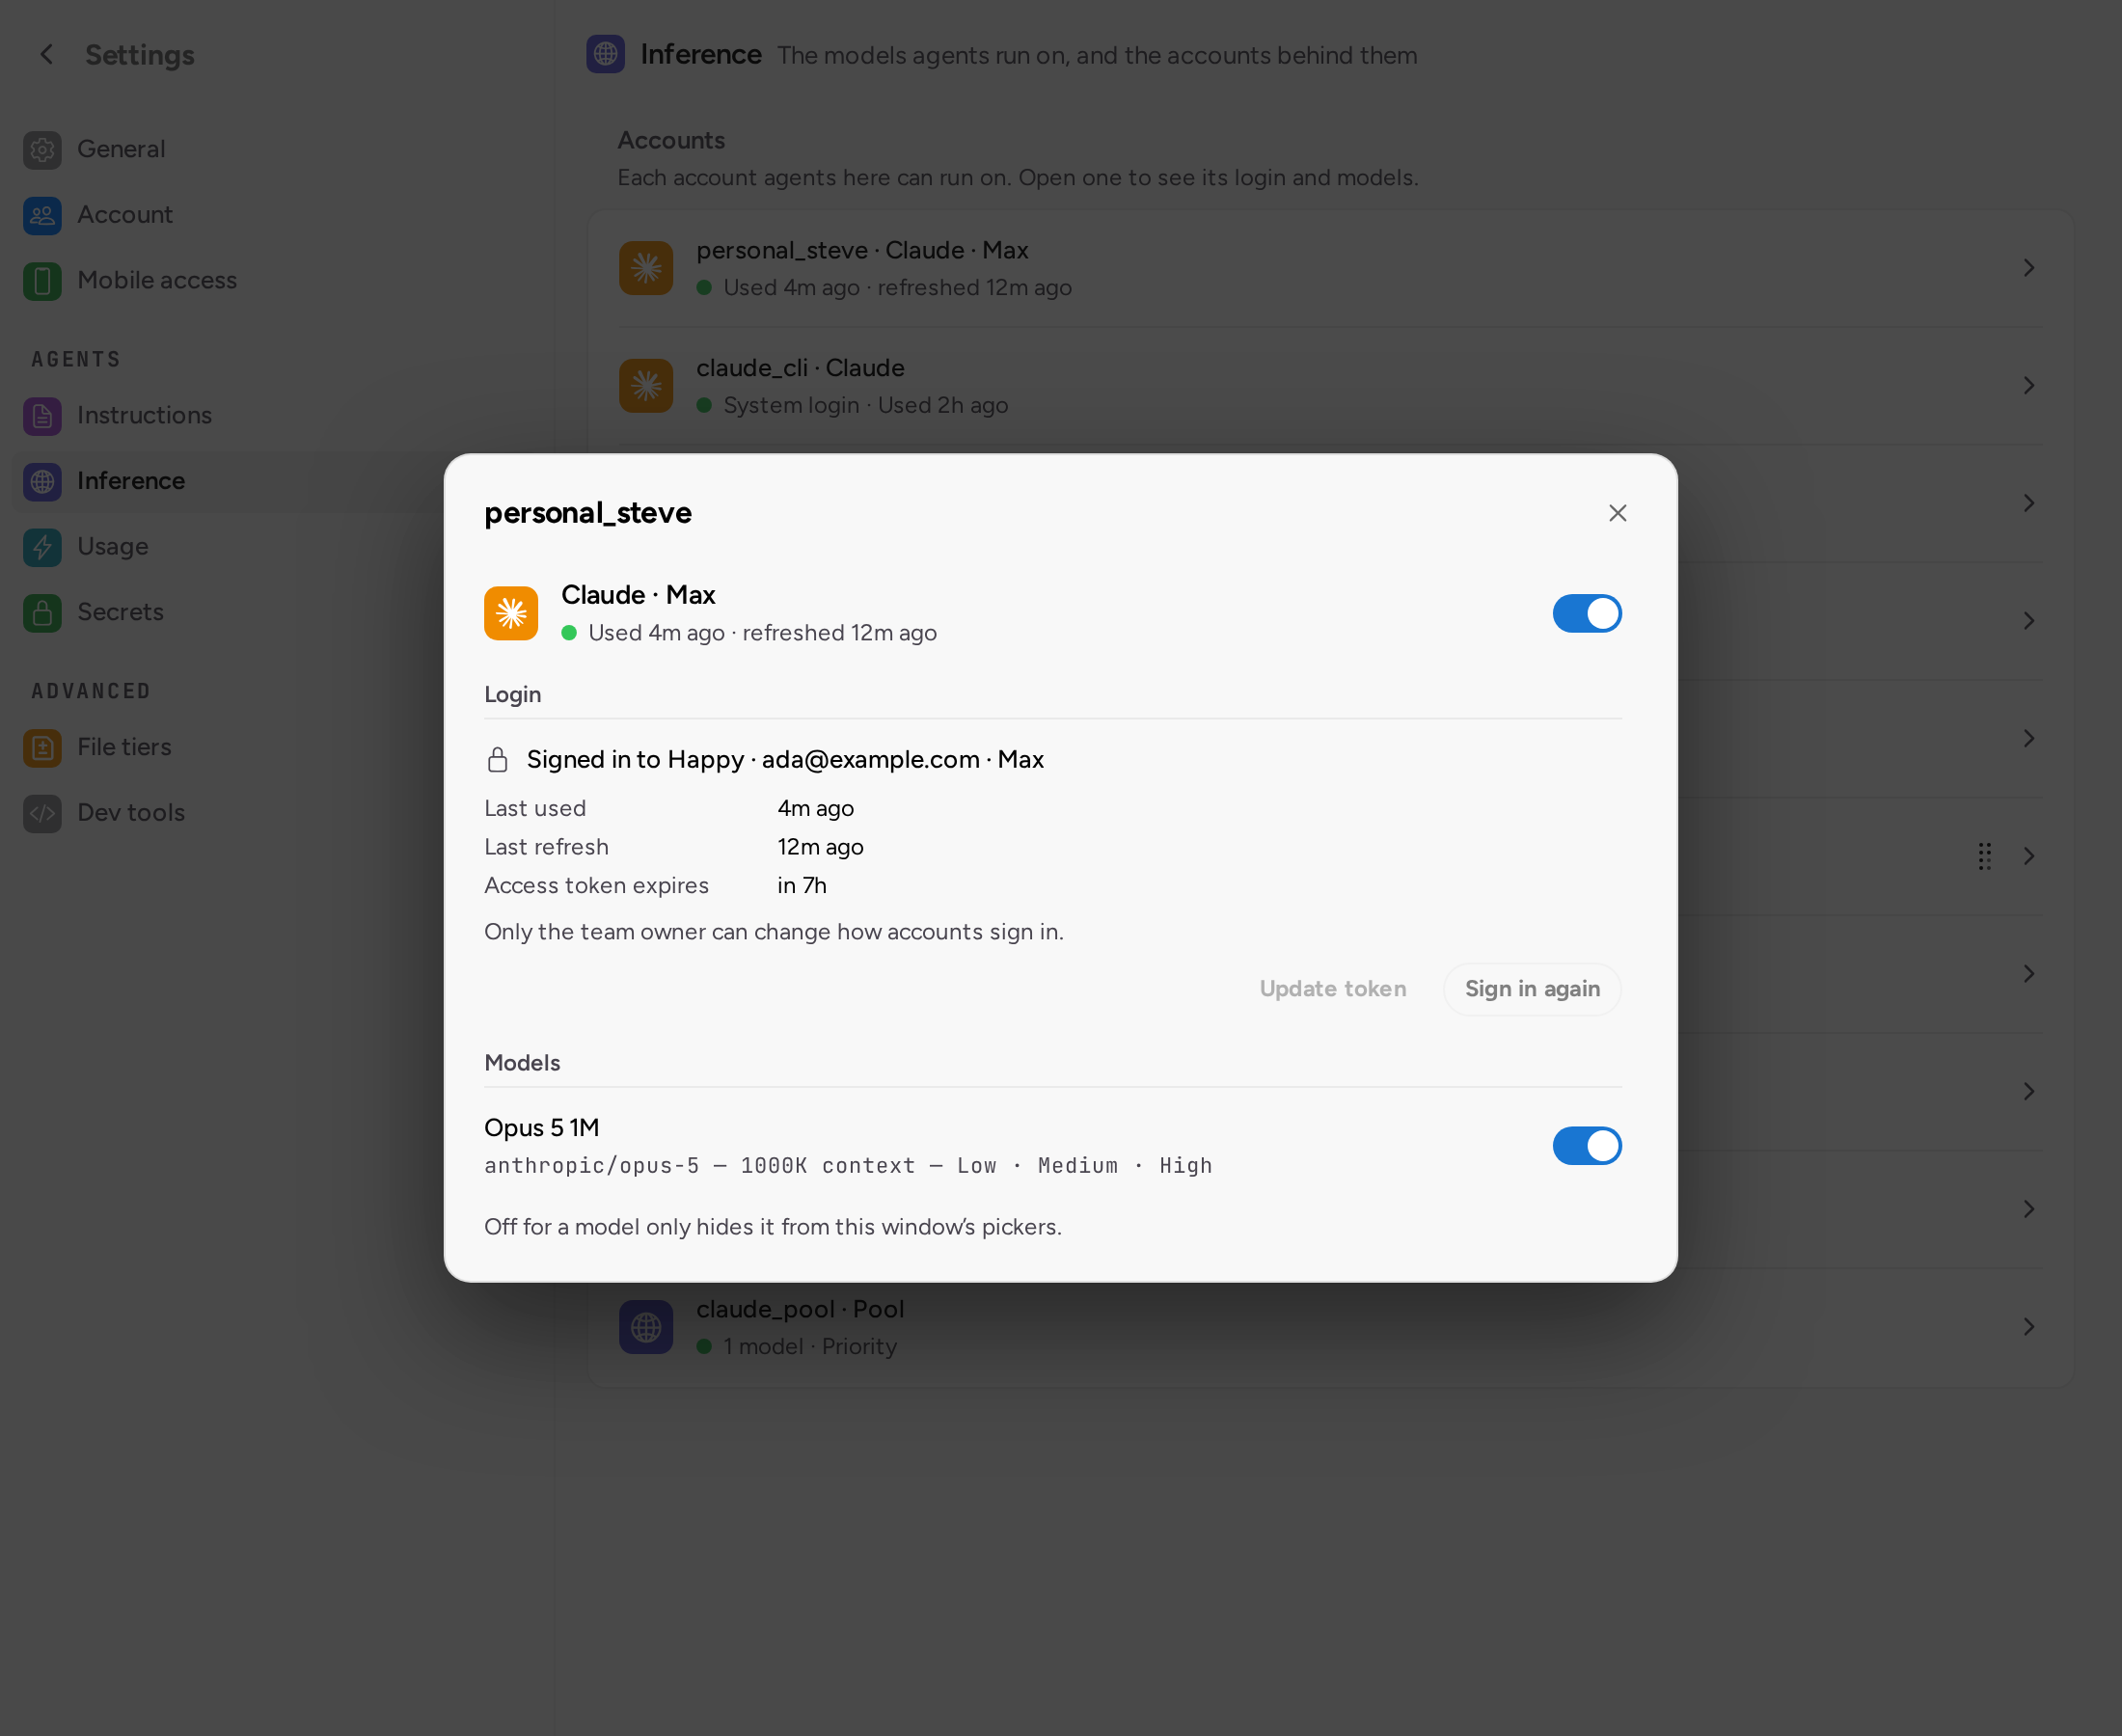 Settings
General
Account
Mobile access
AGENTS
Instructions
Inference
Usage
Secrets
ADVANCED
File tiers
Dev tools
Inference The models agents run on, and the accounts behind them
Accounts
Each account agents here can run on. Open one to see its login and models.
personal_steve · Claude · Max
Used 4m ago · refreshed 12m ago
claude_cli · Claude
System login · Used 2h ago
personal_steve
Claude · Max
Used 4m ago · refreshed 12m ago
Login
Signed in to Happy · ada@example.com · Max
Last used 4m ago
Last refresh 12m ago
Access token expires in 7h
Only the team owner can change how accounts sign in.
Update token Sign in again
Models
Opus 5 1M
anthropic/opus-5 — 1000K context — Low · Medium · High
Off for a model only hides it from this window’s pickers.
claude_pool · Pool
1 model · Priority